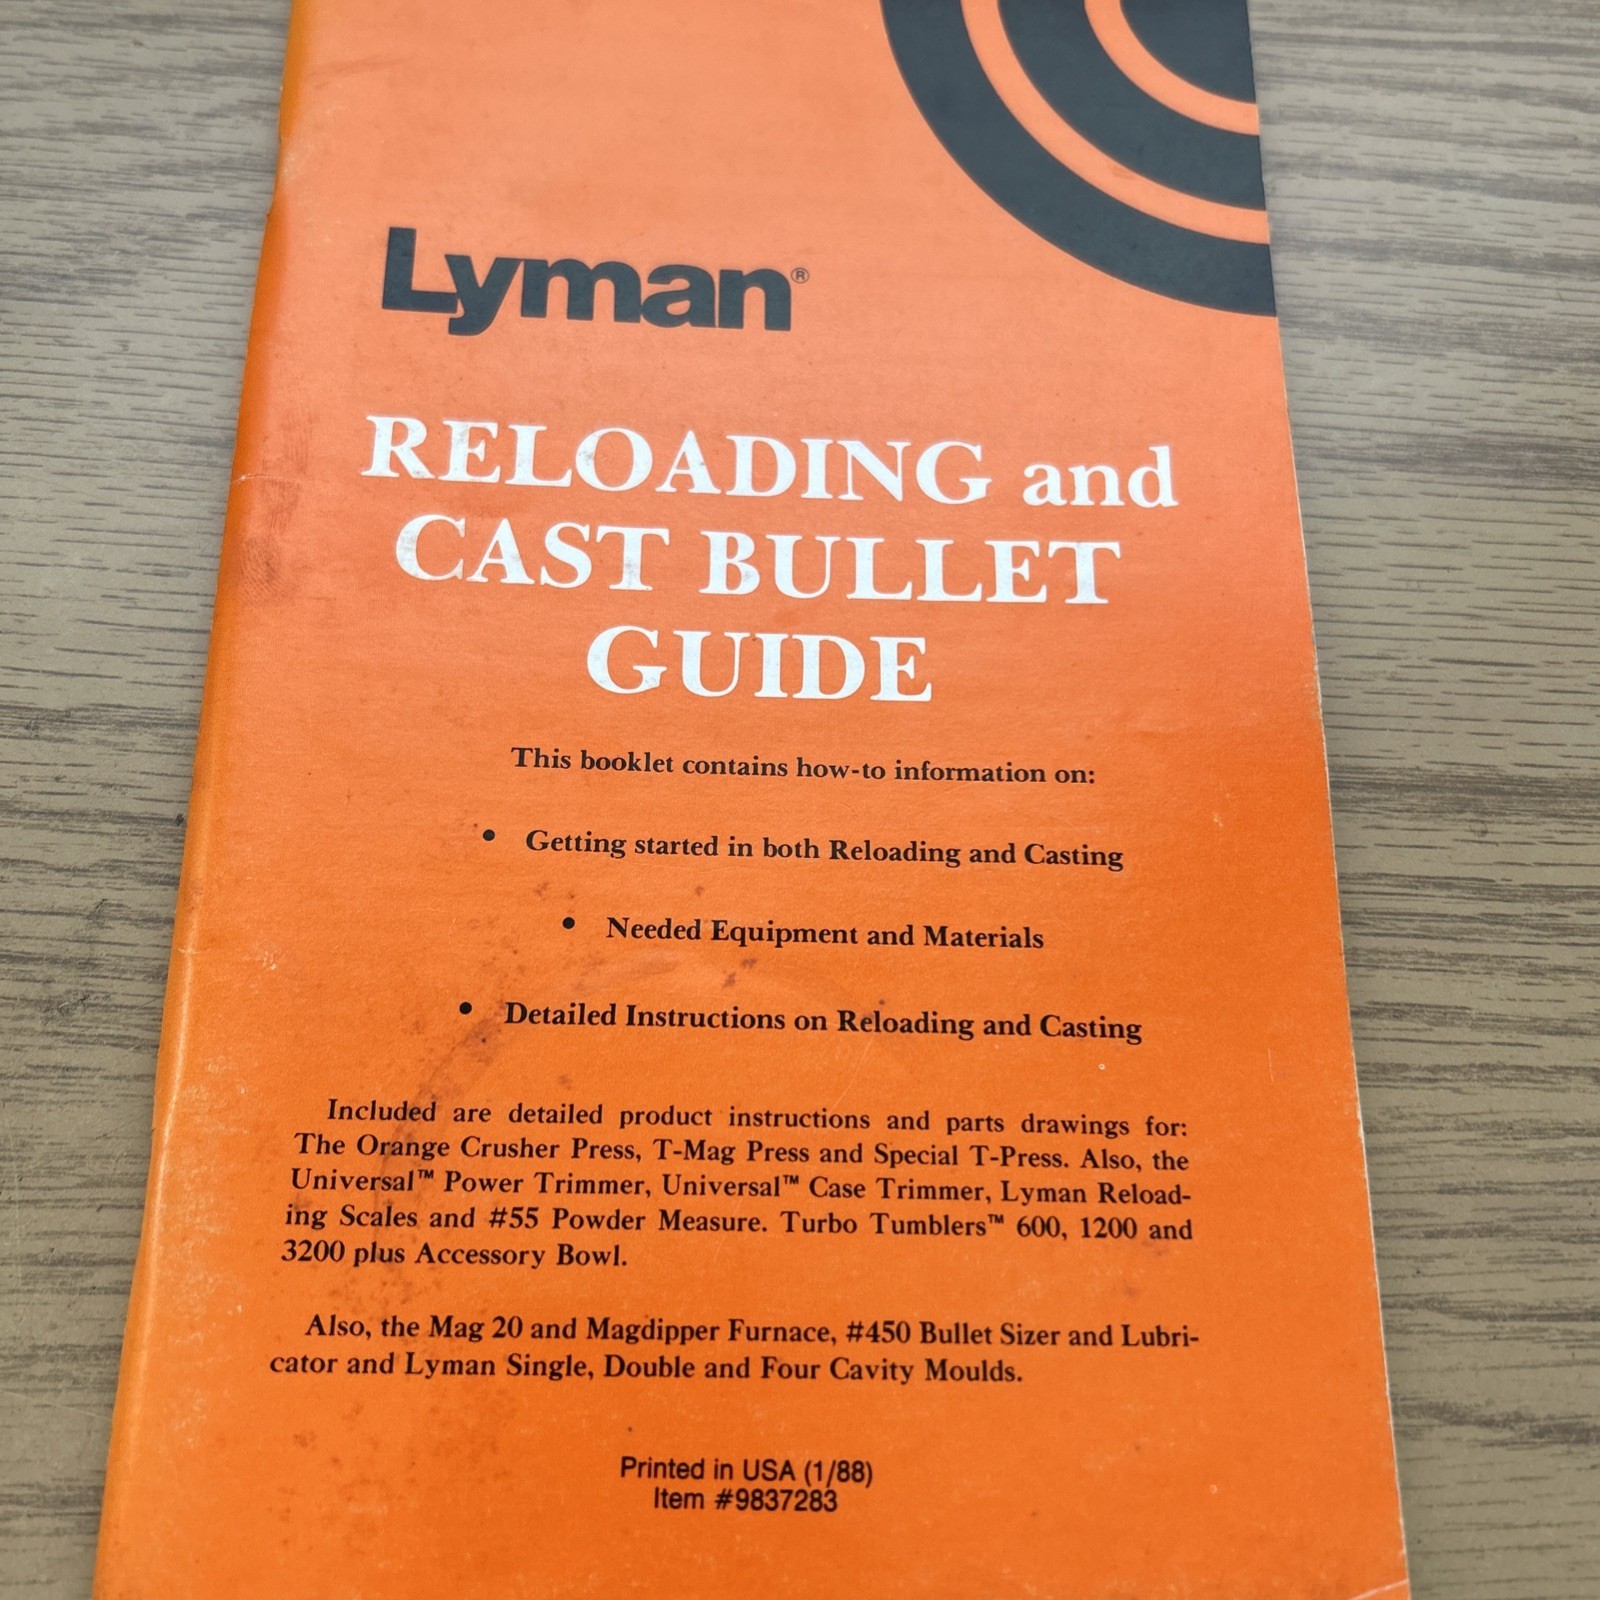 Lyman®
RELOADING and
CAST BULLET
GUIDE
This booklet contains how-to information on:
• Getting started in both Reloading and Casting
• Needed Equipment and Materials
• Detailed Instructions on Reloading and Casting
Included are detailed product instructions and parts drawings for:
The Orange Crusher Press, T-Mag Press and Special T-Press. Also, the
Universal™ Power Trimmer, Universal™ Case Trimmer, Lyman Reload-
ing Scales and #55 Powder Measure. Turbo Tumblers™ 600, 1200 and
3200 plus Accessory Bowl.
Also, the Mag 20 and Magdipper Furnace, #450 Bullet Sizer and Lubri-
cator and Lyman Single, Double and Four Cavity Moulds.
Printed in USA (1/88)
Item #9837283